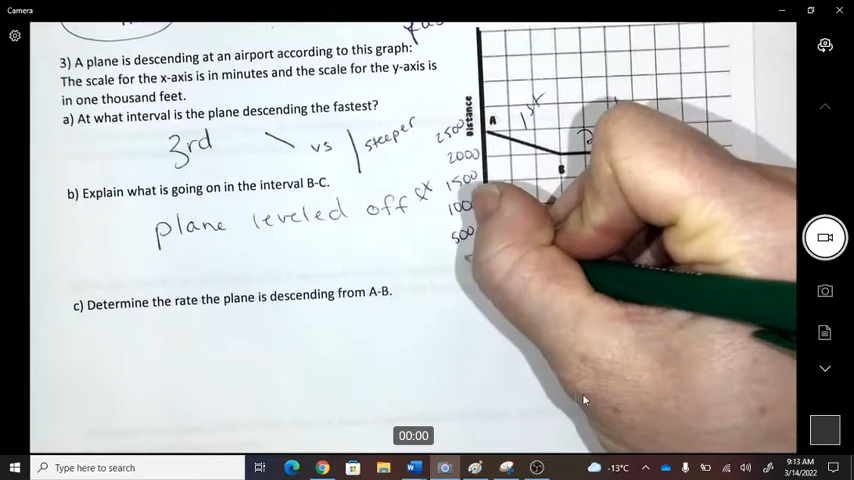 Camera
3) A plane is descending at an airport according to this graph:
The scale for the x-axis is in minutes and the scale for the y-axis is
in one thousand feet.
a) At what interval is the plane descending the fastest?
3rd vs steeper
b) Explain what is going on in the interval B-C.
plane leveled off
c) Determine the rate the plane is descending from A-B.
Distance
A
1st
B
2500
2000
1500
500
00:00
Type here to search
-13°C
9:13 AM
3/14/2022